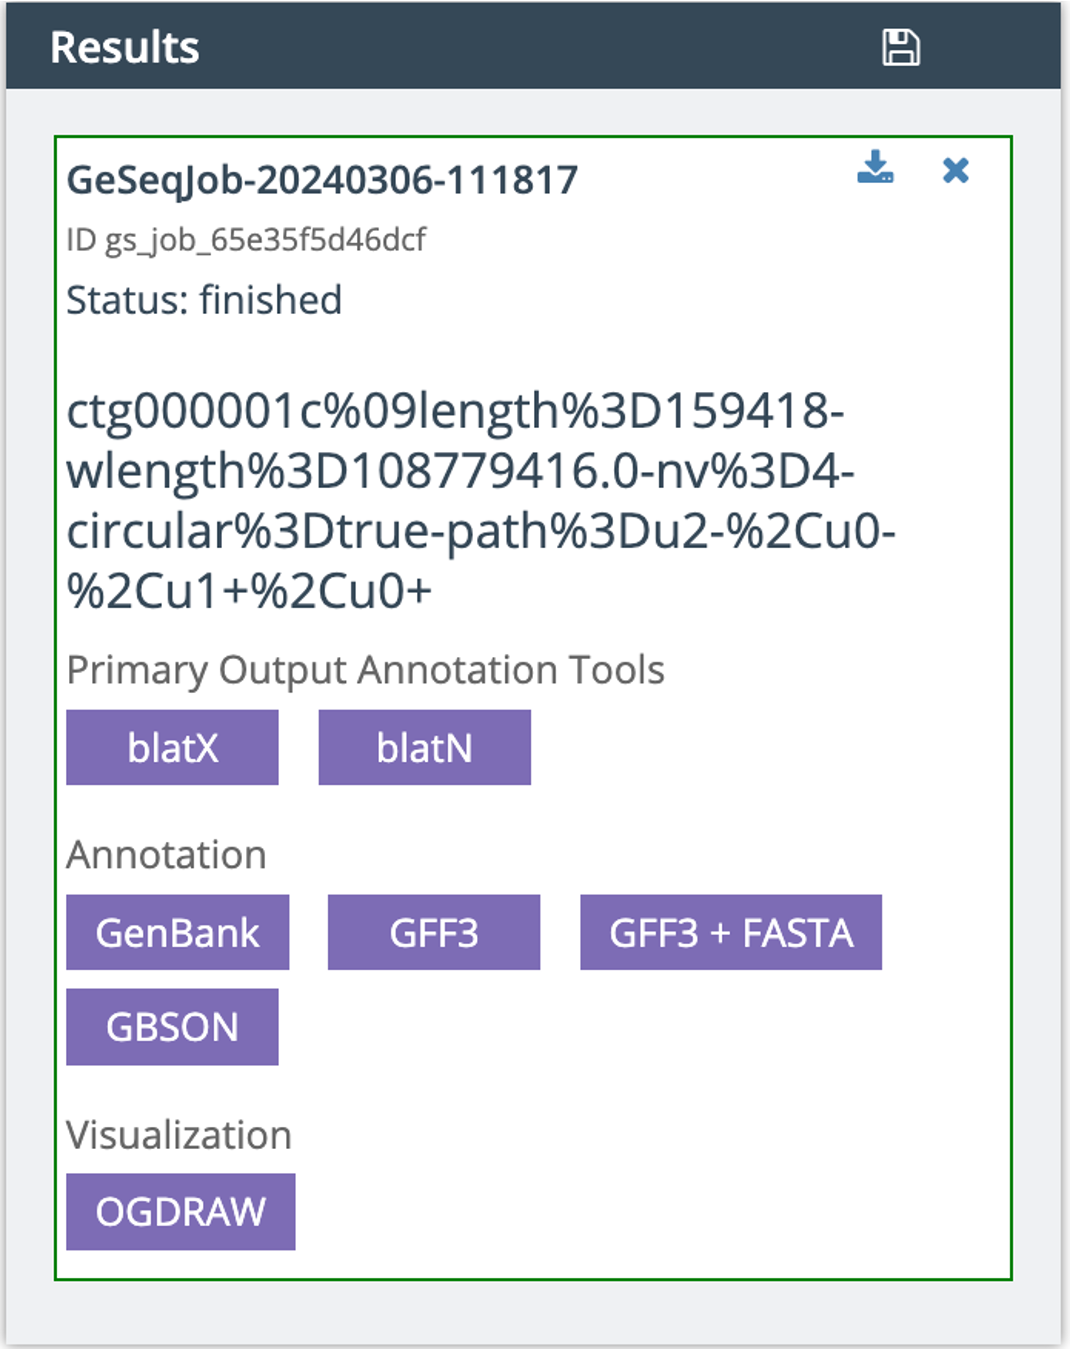 Results
GeSeqJob-20240306-111817
ID gs_job_65e35f5d46dcf
Status: finished
ctg000001c%09length%3D159418-
wlength%3D108779416.0-nv%3D4-
circular%3Dtrue-path%3Du2-%2Cu0-
%2Cu1+%2Cu0+
Primary Output Annotation Tools
blatX blatN
Annotation
GenBank GFF3 GFF3 + FASTA
GBSON
Visualization
OGDRAW